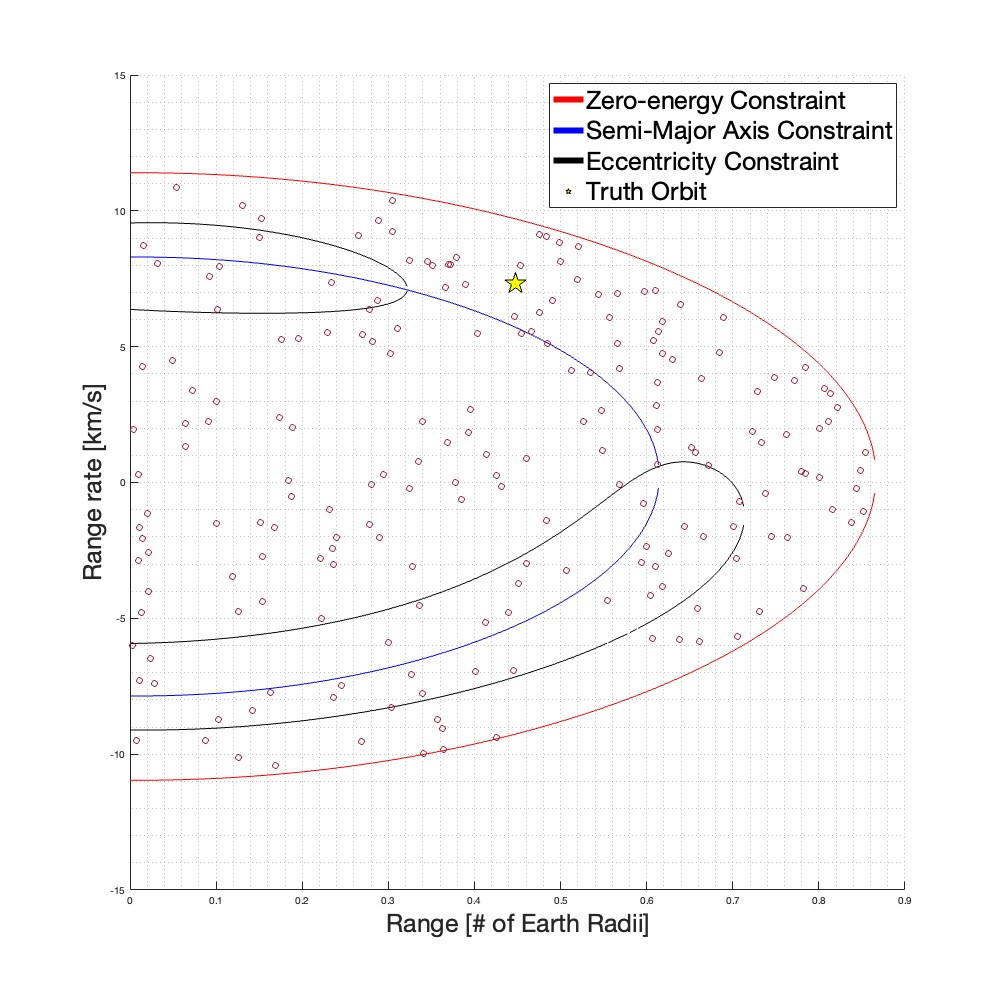 15
10
5
0
-5
-10
-15
Range rate [km/s]
Zero-energy Constraint
Semi-Major Axis Constraint
Eccentricity Constraint
Truth Orbit
0 0.1 0.2 0.3 0.4 0.5 0.6 0.7 0.8 0.9
Range [# of Earth Radii]